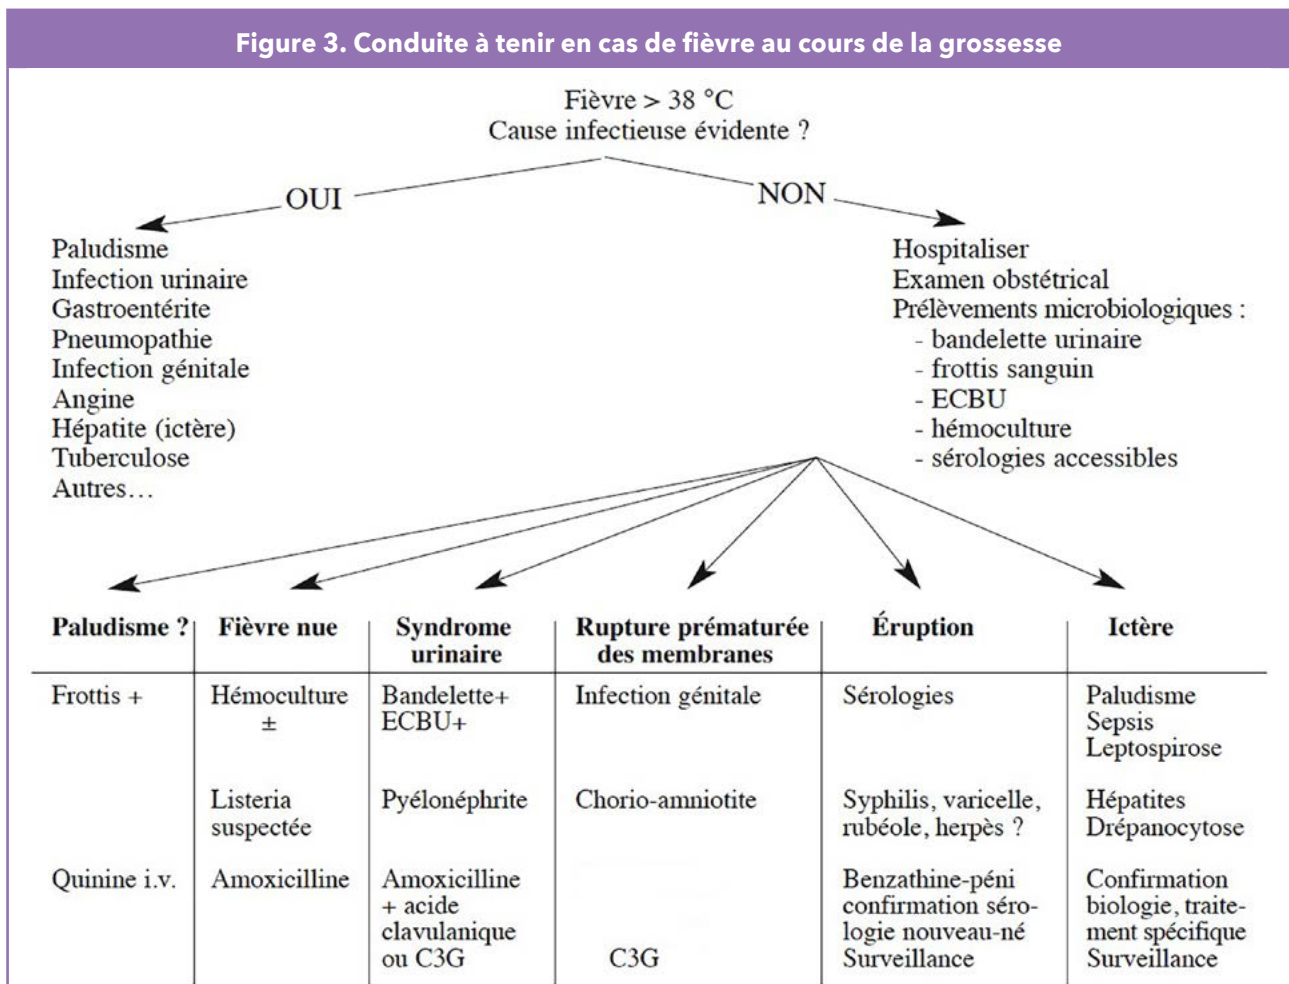 Figure 3. Conduite à tenir en cas de fièvre au cours de la grossesse
Fièvre > 38 °C
Cause infectieuse évidente ?
OUI
NON
Paludisme
Infection urinaire
Gastroentérite
Pneumopathie
Infection génitale
Angine
Hépatite (ictère)
Tuberculose
Autres…
Hospitaliser
Examen obstétrical
Prélèvements microbiologiques :
- bandelette urinaire
- frottis sanguin
- ECBU
- hémoculture
- sérologies accessibles
Paludisme ?
Frottis +
Quinine i.v.
Fièvre nue
Hémoculture
±
Listeria
suspectée
Amoxicilline
Syndrome
urinaire
Bandelette+
ECBU+
Pyélonéphrite
Amoxicilline
+ acide
clavulanique
ou C3G
Rupture prématurée
des membranes
Infection génitale
Chorio-amniotite
C3G
Éruption
Sérologies
Syphilis, varicelle,
rubéole, herpès ?
Benzathine-péni
confirmation séro-
logie nouveau-né
Surveillance
Ictère
Paludisme
Sepsis
Leptospirose
Hépatites
Drépanocytose
Confirmation
biologie, traite-
ment spécifique
Surveillance